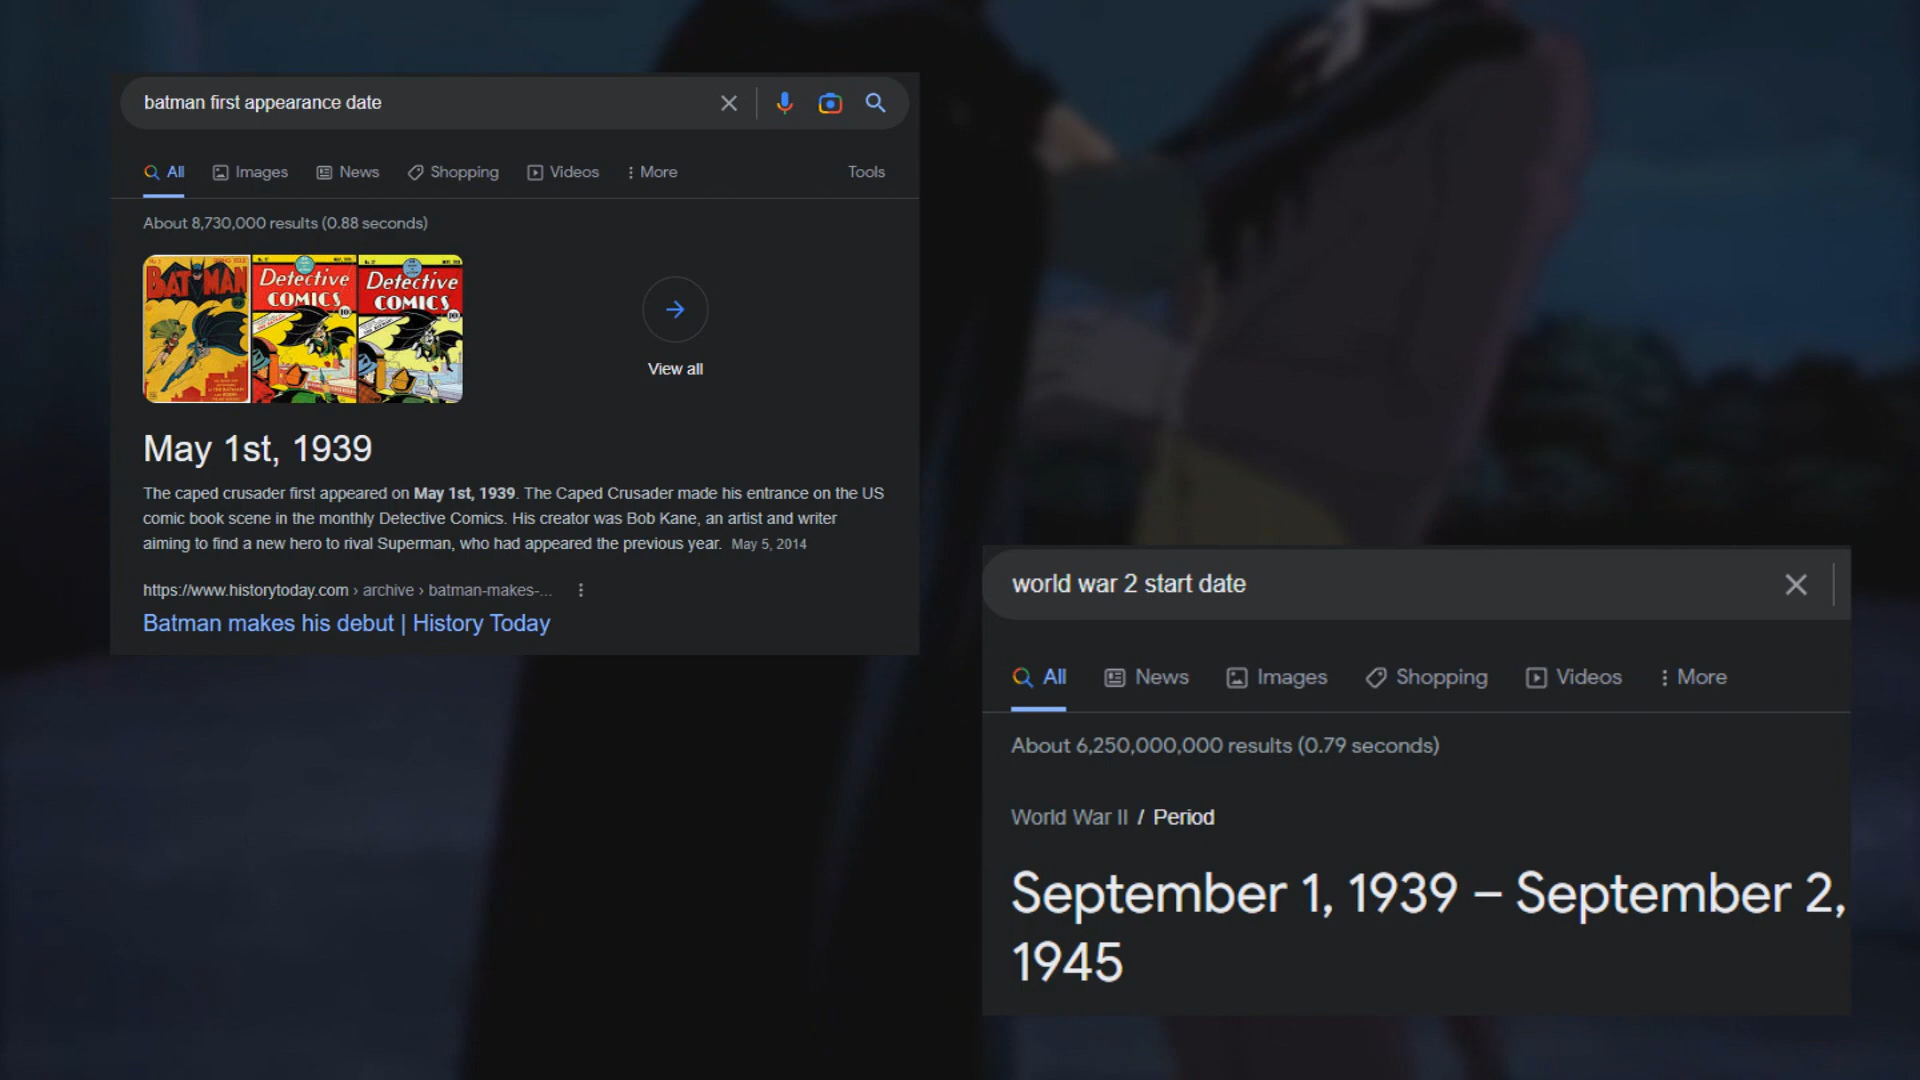 batman first appearance date
All Images News Shopping Videos More Tools
About 8,730,000 results (0.88 seconds)
BATMAN
Detective COMICS
Detective COMICS
View all
May 1st, 1939
The caped crusader first appeared on May 1st, 1939. The Caped Crusader made his entrance on the US
comic book scene in the monthly Detective Comics. His creator was Bob Kane, an artist and writer
aiming to find a new hero to rival Superman, who had appeared the previous year. May 5, 2014
https://www.historytoday.com › archive › batman-makes-...
Batman makes his debut | History Today
world war 2 start date
All News Images Shopping Videos More
About 6,250,000,000 results (0.79 seconds)
World War II / Period
September 1, 1939 – September 2,
1945